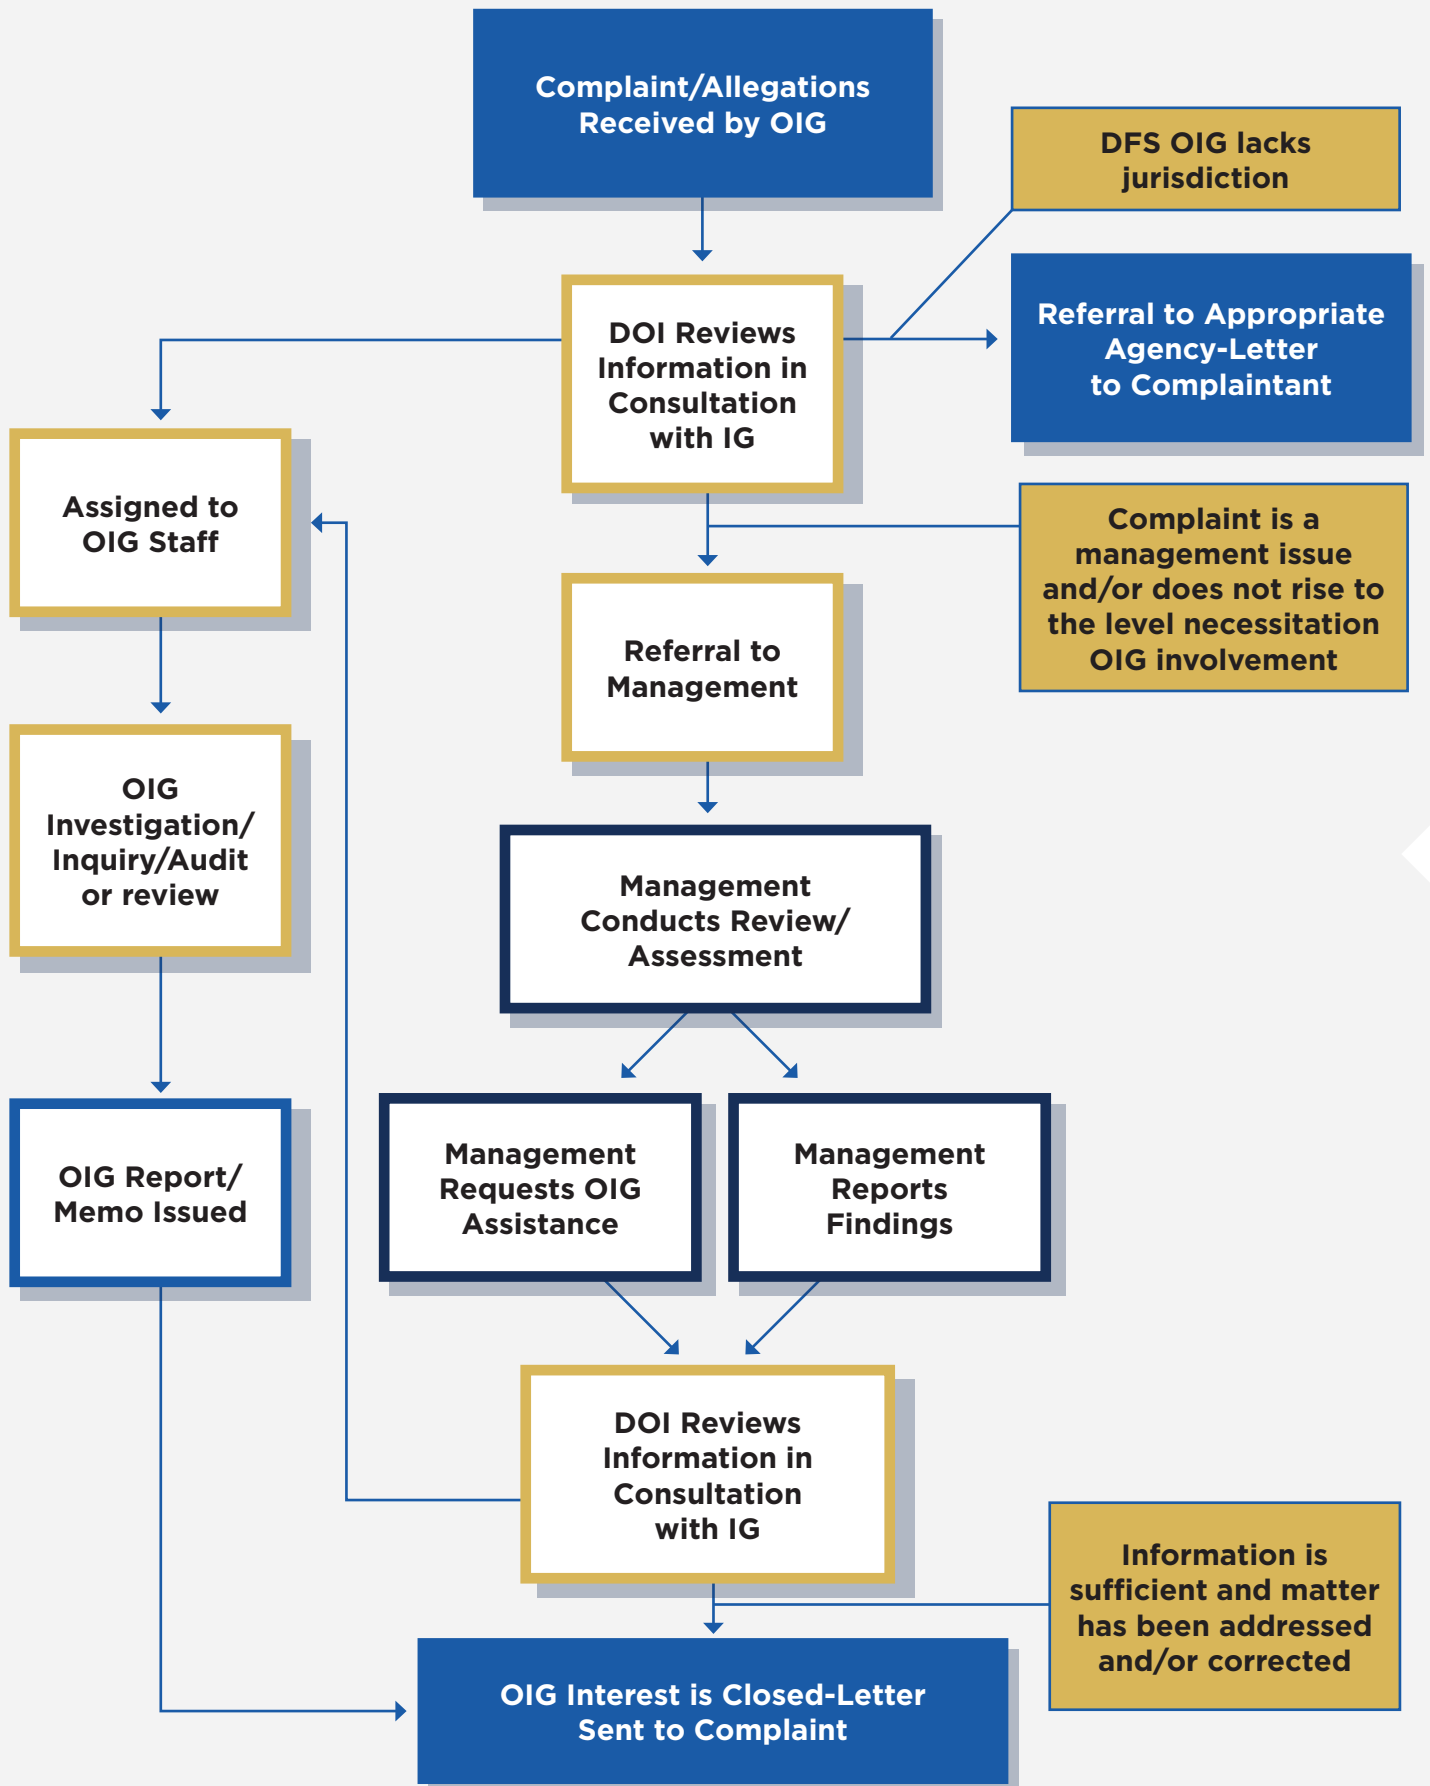 Complaint/Allegations
Received by OIG
DFS OIG lacks
jurisdiction
DOI Reviews
Information in
Consultation
with IG
Referral to Appropriate
Agency-Letter
to Complaintant
Assigned to
OIG Staff
Complaint is a
management issue
and/or does not rise to
the level necessitation
OIG involvement
Referral to
Management
OIG
Investigation/
Inquiry/Audit
or review
Management
Conducts Review/
Assessment
OIG Report/
Memo Issued
Management
Requests OIG
Assistance
Management
Reports
Findings
DOI Reviews
Information in
Consultation
with IG
Information is
sufficient and matter
has been addressed
and/or corrected
OIG Interest is Closed-Letter
Sent to Complaint